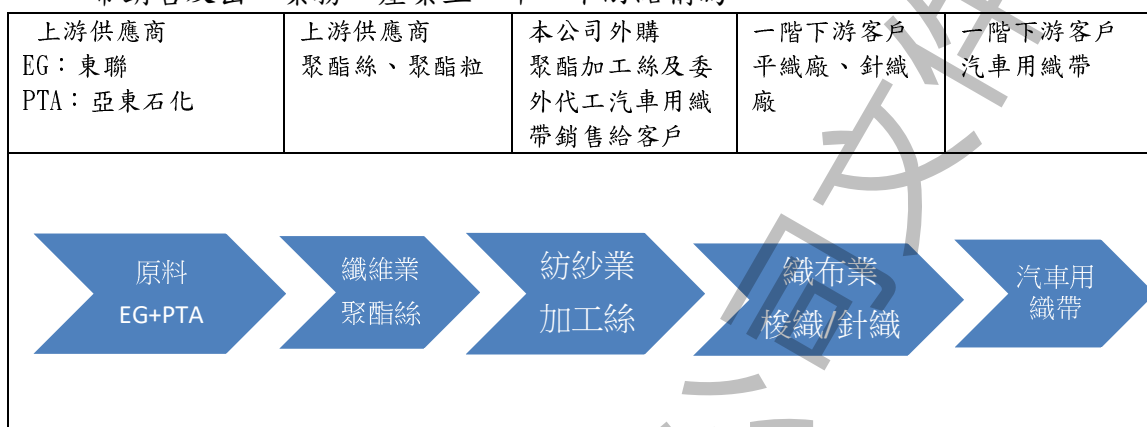 上游供應商
EG：東聯
PTA：亞東石化
上游供應商
聚酯絲、聚酯粒
本公司外購
聚酯加工絲及委
外代工汽車用織
帶銷售給客戶
一階下游客戶
平織廠、針織
廠
一階下游客戶
汽車用織帶
原料
EG+PTA
纖維業
聚酯絲
紡紗業
加工絲
織布業
梭織/針織
汽車用
織帶